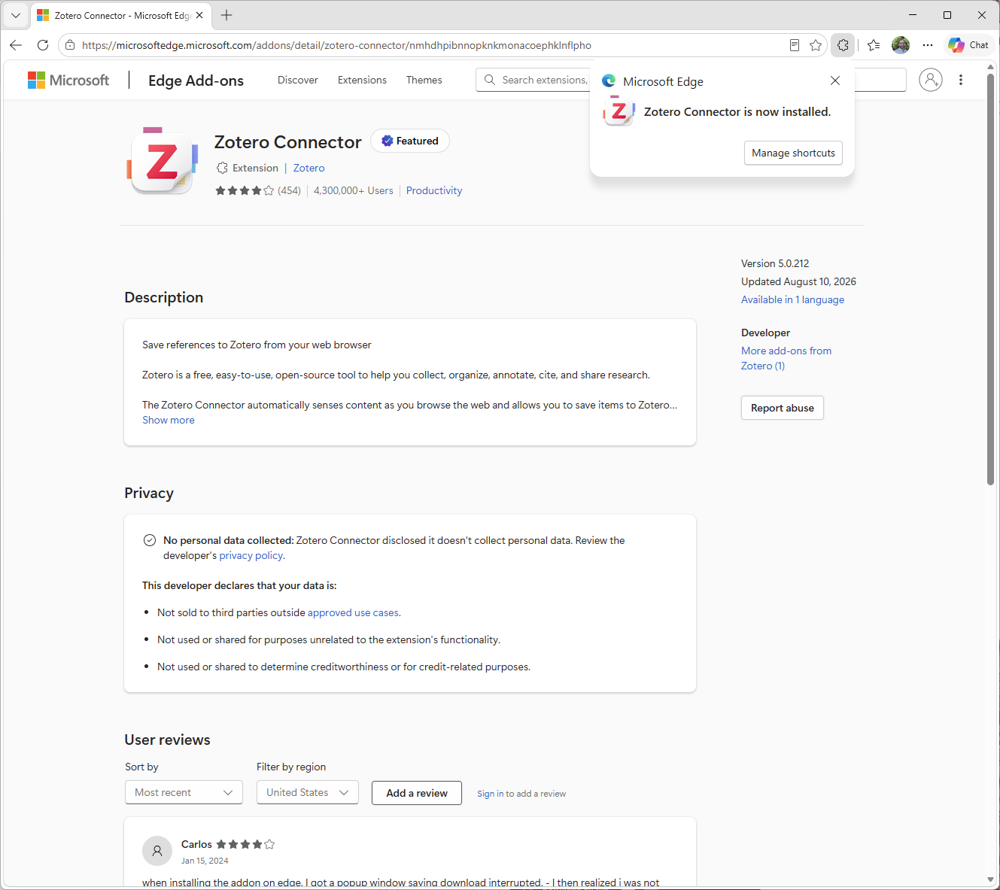 Zotero Connector - Microsoft Edge
https://microsoftedge.microsoft.com/addons/detail/zotero-connector/nmhdhpibnnopknkmonacoephklnflpho
Chat
Microsoft
Edge Add-ons
Discover
Extensions
Themes
Search extensions,
Microsoft Edge
Zotero Connector is now installed.
Manage shortcuts
Zotero Connector
Featured
Extension | Zotero
(454) | 4,300,000+ Users | Productivity
Version 5.0.212
Updated August 10, 2026
Available in 1 language
Developer
More add-ons from
Zotero (1)
Report abuse
Description
Save references to Zotero from your web browser
Zotero is a free, easy-to-use, open-source tool to help you collect, organize, annotate, cite, and share research.
The Zotero Connector automatically senses content as you browse the web and allows you to save items to Zotero...
Show more
Privacy
No personal data collected: Zotero Connector disclosed it doesn't collect personal data. Review the
developer's privacy policy.
This developer declares that your data is:
• Not sold to third parties outside approved use cases.
• Not used or shared for purposes unrelated to the extension's functionality.
• Not used or shared to determine creditworthiness or for credit-related purposes.
User reviews
Sort by
Filter by region
Most recent
United States
Add a review
Sign in to add a review
Carlos
Jan 15, 2024
when installing the addon on edge, I got a popup window saying download interrupted. - I then realized i was not